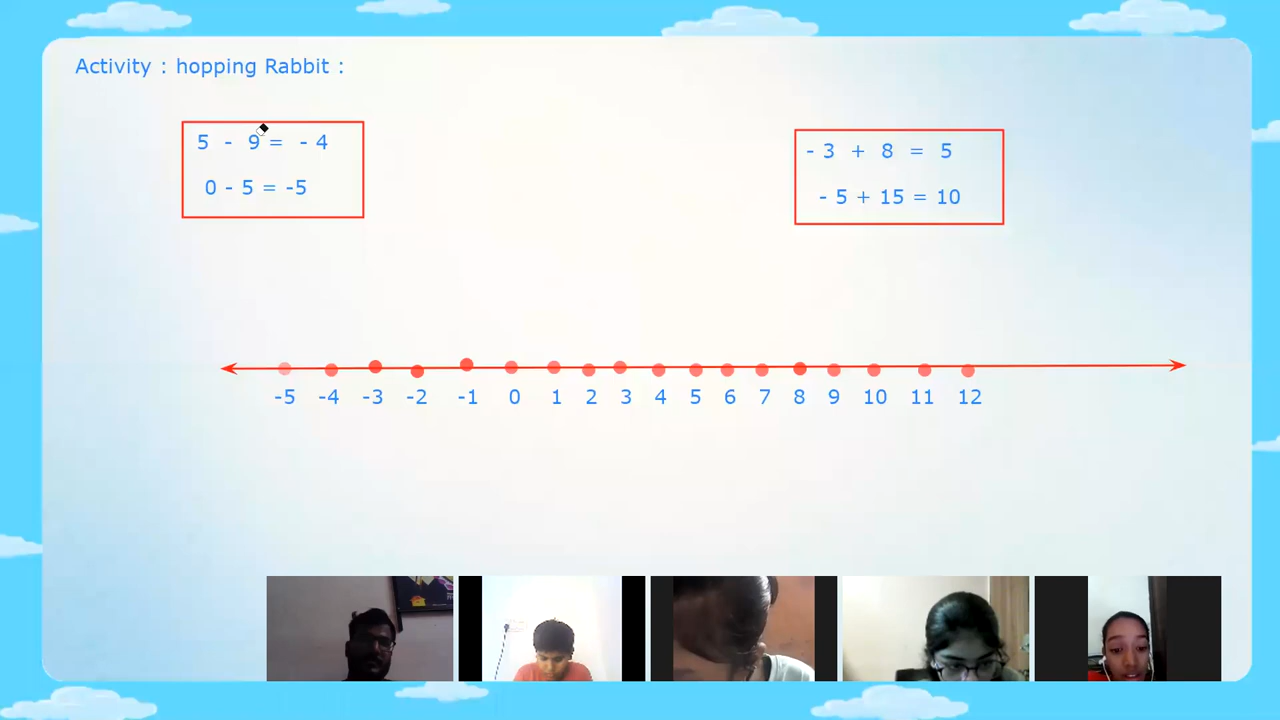 Activity : hopping Rabbit :
5 - 9 = - 4
0 - 5 = -5
- 3 + 8 = 5
- 5 + 15 = 10
-5 -4 -3 -2 -1 0 1 2 3 4 5 6 7 8 9 10 11 12